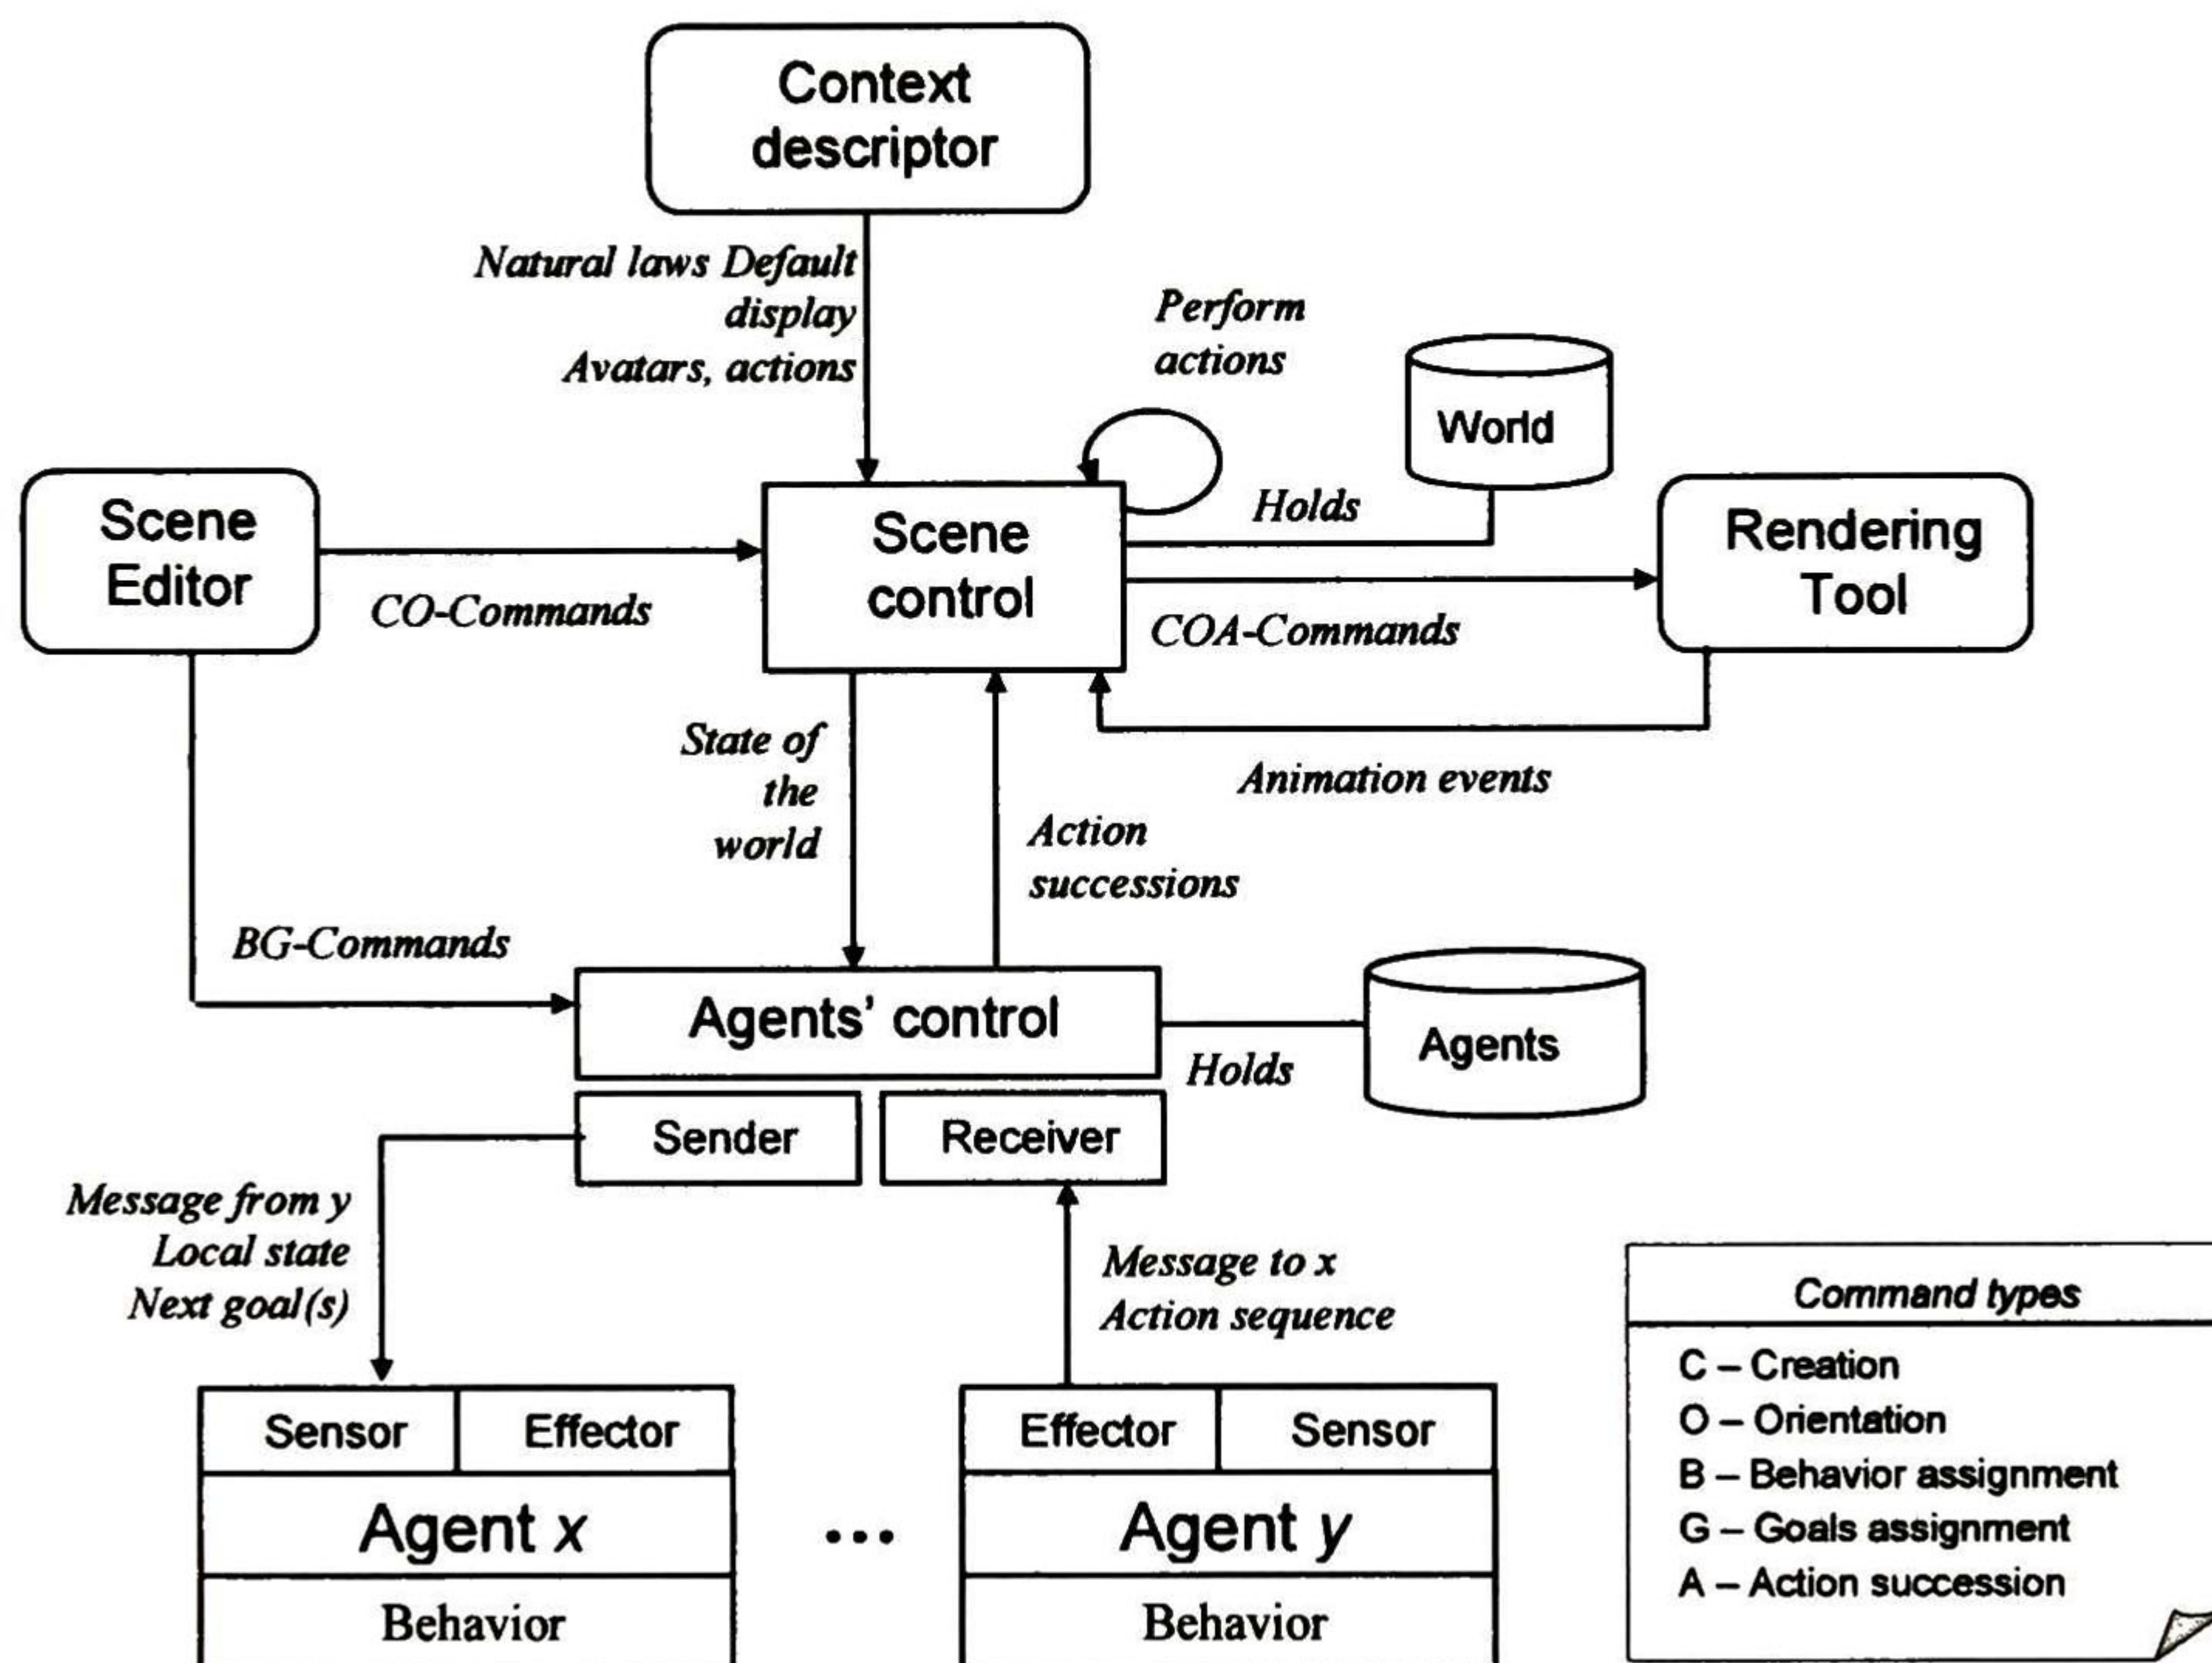 Context
descriptor
Natural laws Default
display
Avatars, actions
Perform
actions
World
Scene
Editor
CO-Commands
Scene
control
Holds
Rendering
Tool
COA-Commands
State of
the
world
Action
successions
Animation events
BG-Commands
Agents' control
Holds
Agents
Sender
Receiver
Message from y
Local state
Next goal(s)
Message to x
Action sequence
Sensor
Effector
Agent x
Behavior
...
Effector
Sensor
Agent y
Behavior
Command types
C – Creation
O – Orientation
B – Behavior assignment
G – Goals assignment
A – Action succession